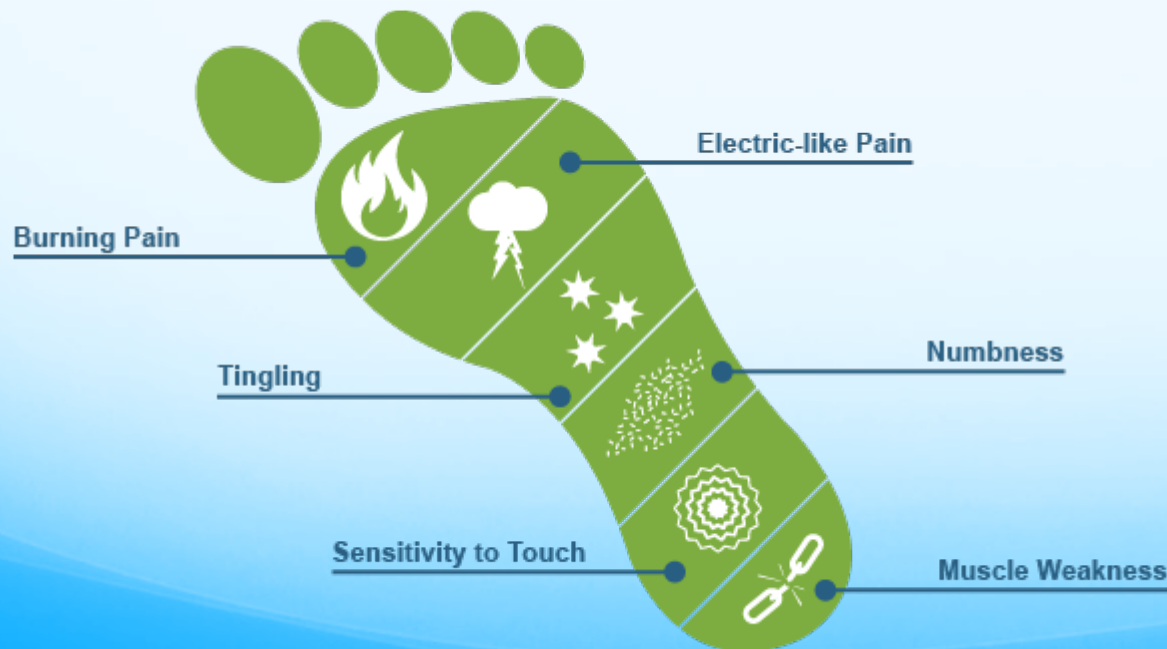 Electric-like Pain
Burning Pain
Numbness
Tingling
Sensitivity to Touch
Muscle Weakness